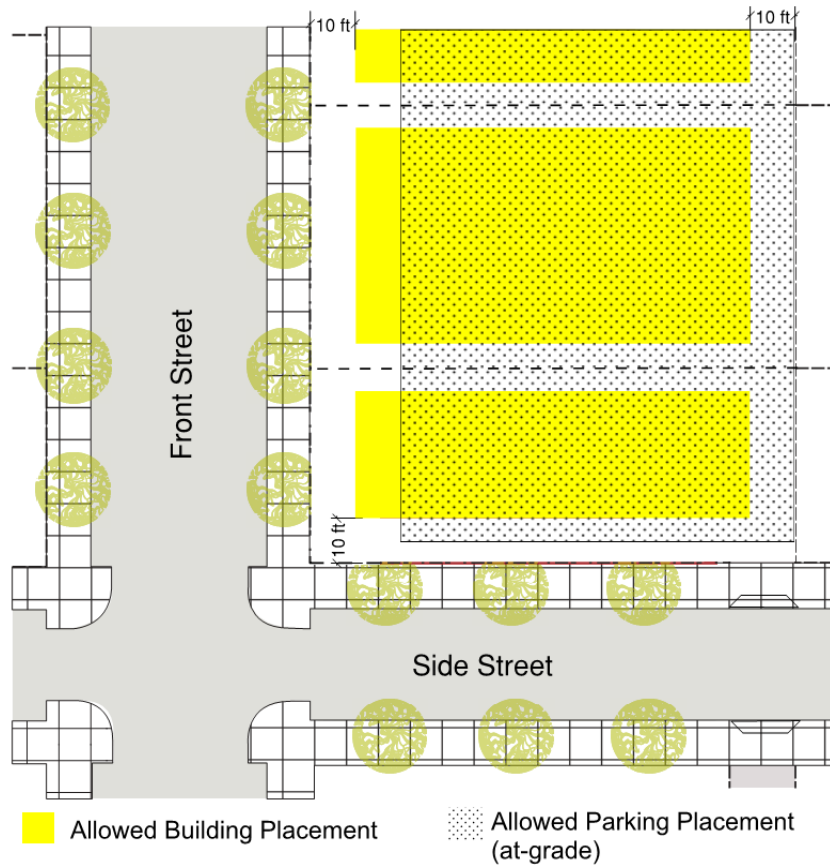 10 ft
10 ft
Front Street
10 ft
Side Street
Allowed Building Placement
Allowed Parking Placement
(at-grade)